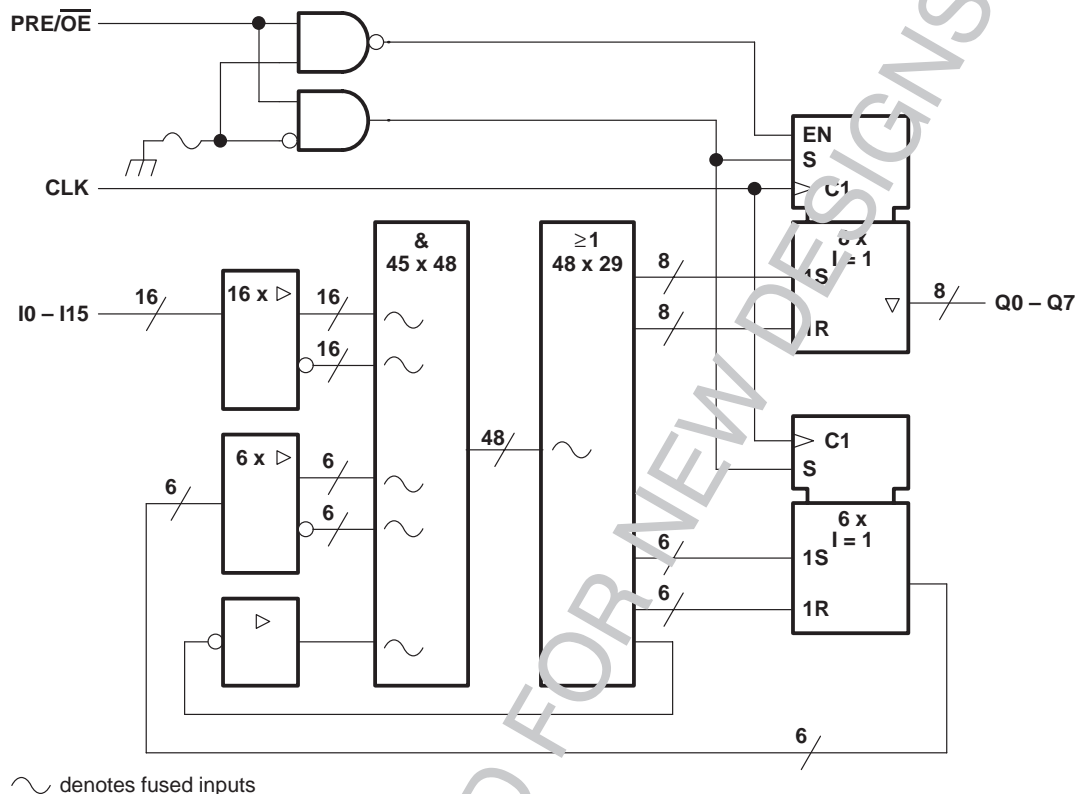 PRE/OE
CLK
EN
S
C1
&
45 x 48
≥1
48 x 29
8 x
I = 1
8
1S
I0 – I15
16
16 x ▷
16
16
8
1R
▽
8
Q0 – Q7
6
6 x ▷
6
6
48
C1
S
6 x
I = 1
6
1S
6
1R
▷
6
denotes fused inputs
FOR NEW DESIGNS